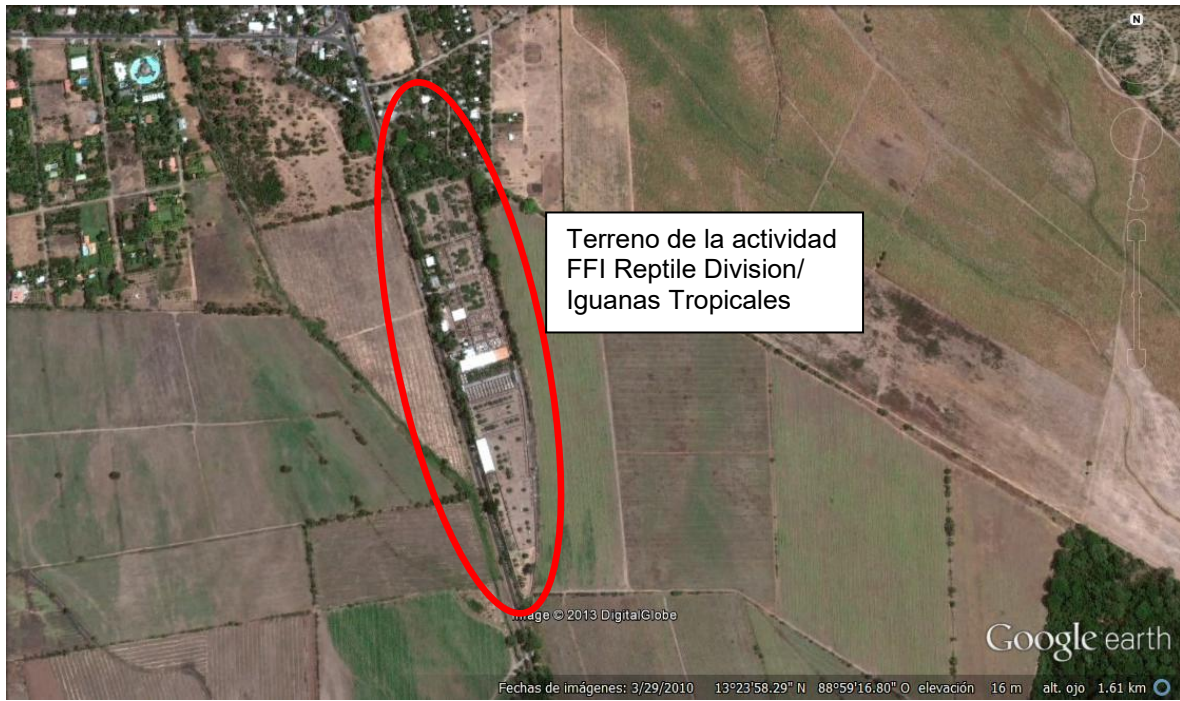 N
Terreno de la actividad
FFI Reptile Division/
Iguanas Tropicales
Image © 2013 DigitalGlobe
Google earth
Fechas de imágenes: 3/29/2010 13°23'58.29" N 88°59'16.80" O elevación 16 m alt. ojo 1.61 km